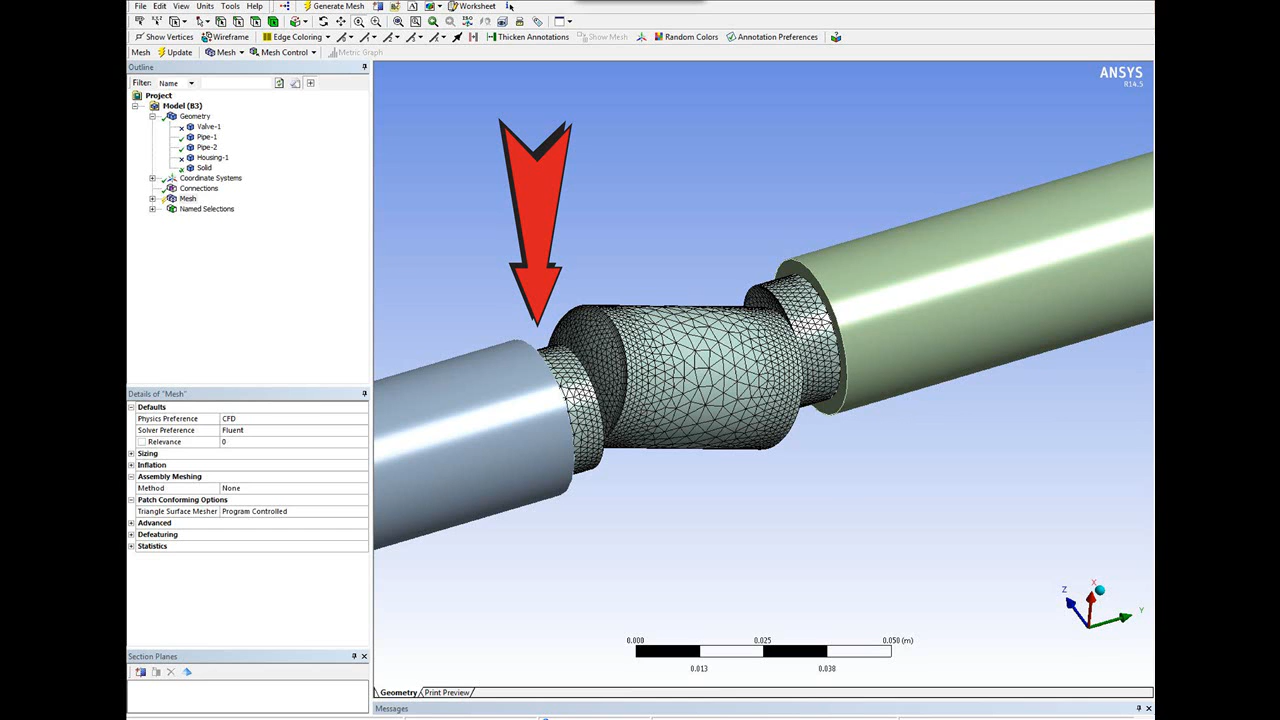 File Edit View Units Tools Help Generate Mesh Worksheet
Show Vertices Wireframe Edge Coloring Thicken Annotations Show Mesh Random Colors Annotation Preferences
Mesh Update Mesh Mesh Control Metric Graph
Outline
Filter: Name
Project
Model (B3)
Geometry
Valve-1
Pipe-1
Pipe-2
Housing-1
Solid
Coordinate Systems
Connections
Mesh
Named Selections
Details of "Mesh"
Defaults
Physics Preference CFD
Solver Preference Fluent
Relevance 0
Sizing
Inflation
Assembly Meshing
Method None
Patch Conforming Options
Triangle Surface Mesher Program Controlled
Advanced
Defeaturing
Statistics
Section Planes
ANSYS
R14.5
X
Y
Z
0.000 0.025 0.050 (m)
0.013 0.038
Geometry Print Preview
Messages